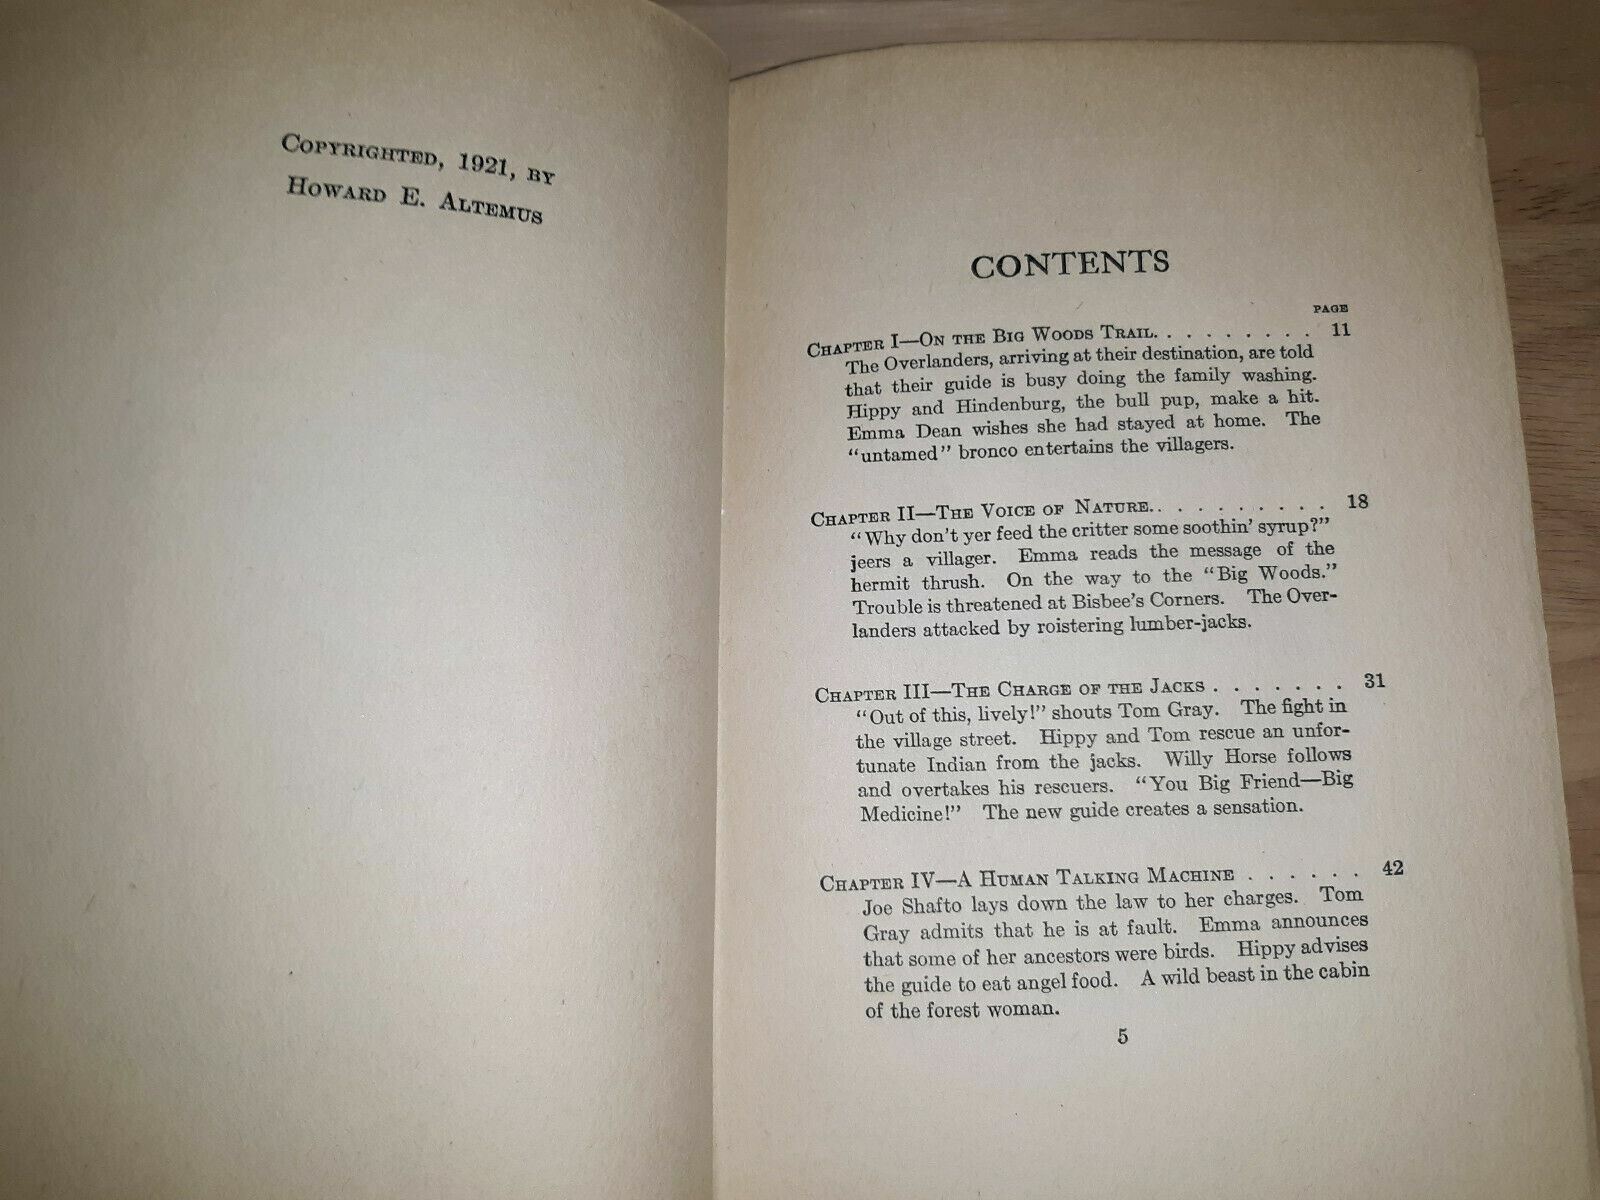 Copyrighted, 1921, by
Howard E. Altemus
CONTENTS
PAGE
Chapter I—On the Big Woods Trail. . . . . . . . . 11
The Overlanders, arriving at their destination, are told
that their guide is busy doing the family washing.
Hippy and Hindenburg, the bull pup, make a hit.
Emma Dean wishes she had stayed at home. The
"untamed" bronco entertains the villagers.
Chapter II—The Voice of Nature. . . . . . . . . . 18
"Why don't yer feed the critter some soothin' syrup?"
jeers a villager. Emma reads the message of the
hermit thrush. On the way to the "Big Woods."
Trouble is threatened at Bisbee's Corners. The Over-
landers attacked by roistering lumber-jacks.
Chapter III—The Charge of the Jacks . . . . . . . 31
"Out of this, lively!" shouts Tom Gray. The fight in
the village street. Hippy and Tom rescue an unfor-
tunate Indian from the jacks. Willy Horse follows
and overtakes his rescuers. "You Big Friend—Big
Medicine!" The new guide creates a sensation.
Chapter IV—A Human Talking Machine . . . . . . 42
Joe Shafto lays down the law to her charges. Tom
Gray admits that he is at fault. Emma announces
that some of her ancestors were birds. Hippy advises
the guide to eat angel food. A wild beast in the cabin
of the forest woman.
5